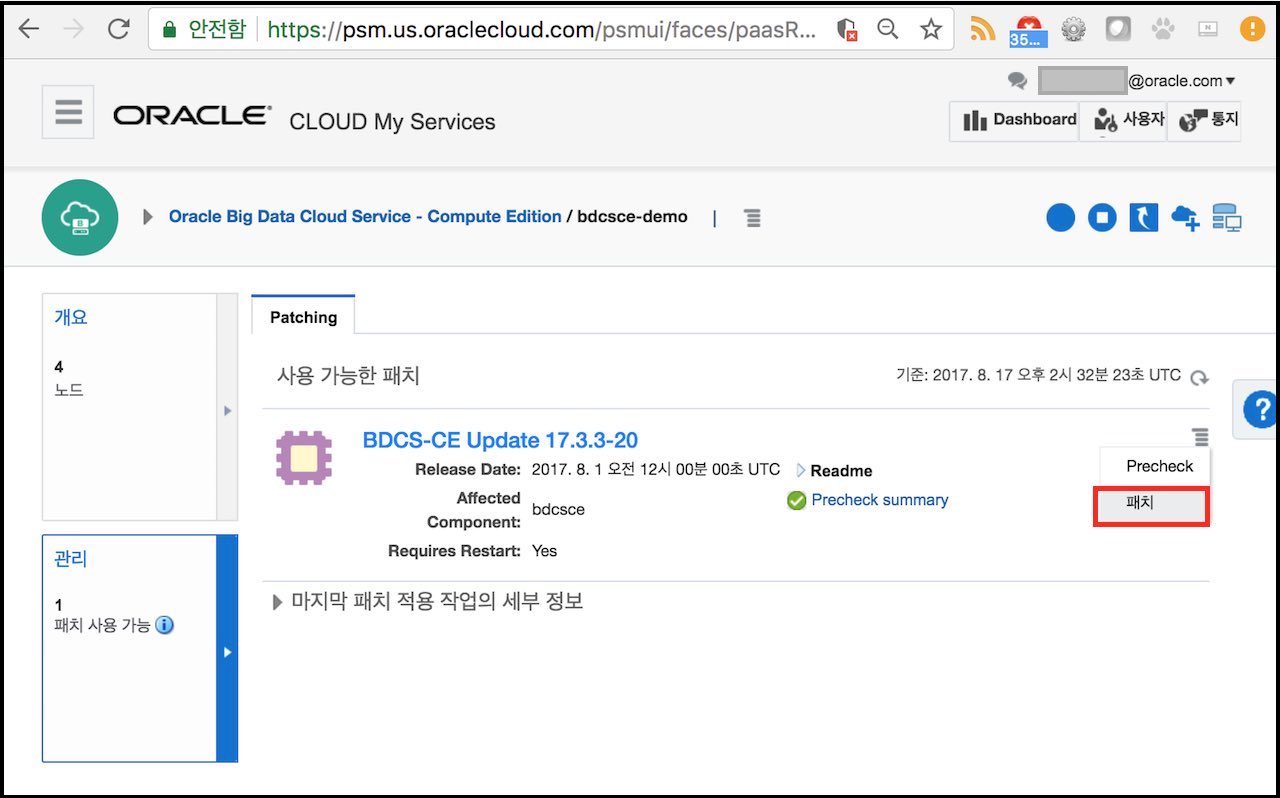 안전함 https://psm.us.oraclecloud.com/psmui/faces/paasR... 35...
@oracle.com
ORACLE CLOUD My Services
Dashboard 사용자 통지
Oracle Big Data Cloud Service - Compute Edition / bdcsce-demo |
개요
4
노드
관리
1
패치 사용 가능
Patching
사용 가능한 패치
기준: 2017. 8. 17 오후 2시 32분 23초 UTC
BDCS-CE Update 17.3.3-20
Release Date: 2017. 8. 1 오전 12시 00분 00초 UTC Readme
Affected Component: bdcsce
Precheck summary
Requires Restart: Yes
Precheck
패치
마지막 패치 적용 작업의 세부 정보
?